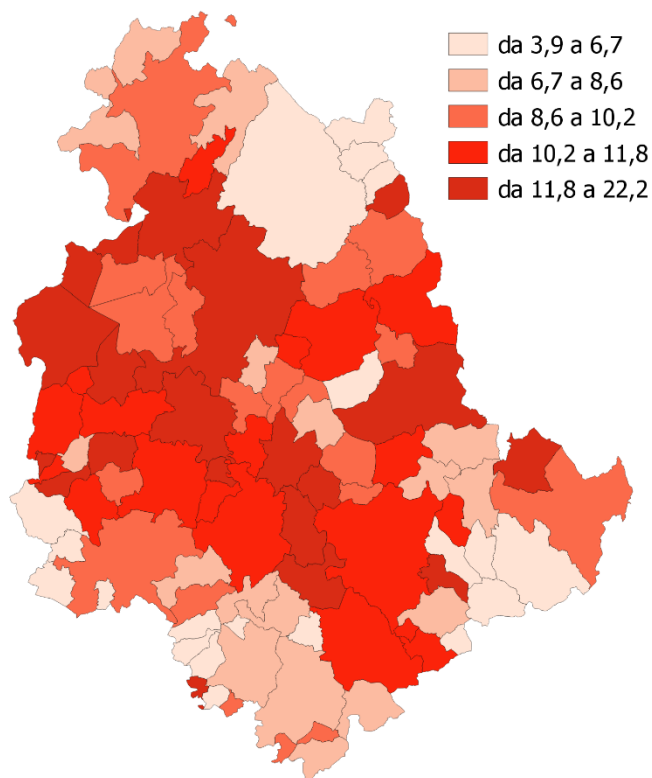 da 3,9 a 6,7
da 6,7 a 8,6
da 8,6 a 10,2
da 10,2 a 11,8
da 11,8 a 22,2